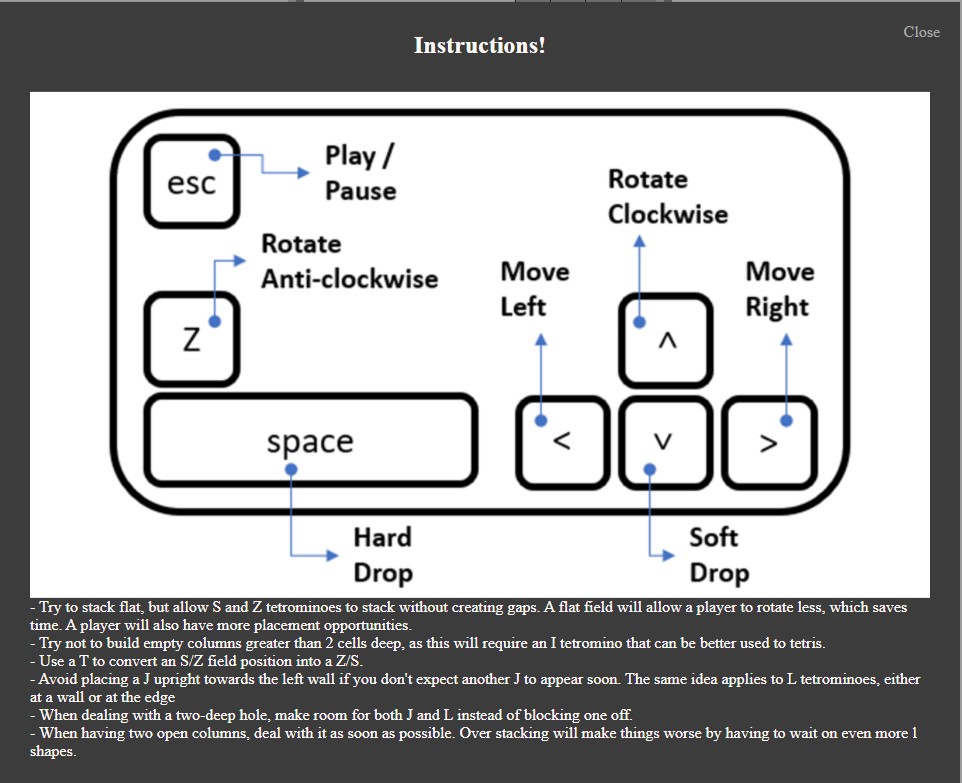 Close
Instructions!
Play /
Pause
esc
Rotate
Clockwise
Rotate
Anti-clockwise
Move
Left
Move
Right
Z
^
space
<
v
>
Hard
Drop
Soft
Drop
- Try to stack flat, but allow S and Z tetrominoes to stack without creating gaps. A flat field will allow a player to rotate less, which saves
time. A player will also have more placement opportunities.
- Try not to build empty columns greater than 2 cells deep, as this will require an I tetromino that can be better used to tetris.
- Use a T to convert an S/Z field position into a Z/S.
- Avoid placing a J upright towards the left wall if you don't expect another J to appear soon. The same idea applies to L tetrominoes, either
at a wall or at the edge
- When dealing with a two-deep hole, make room for both J and L instead of blocking one off.
- When having two open columns, deal with it as soon as possible. Over stacking will make things worse by having to wait on even more l
shapes.